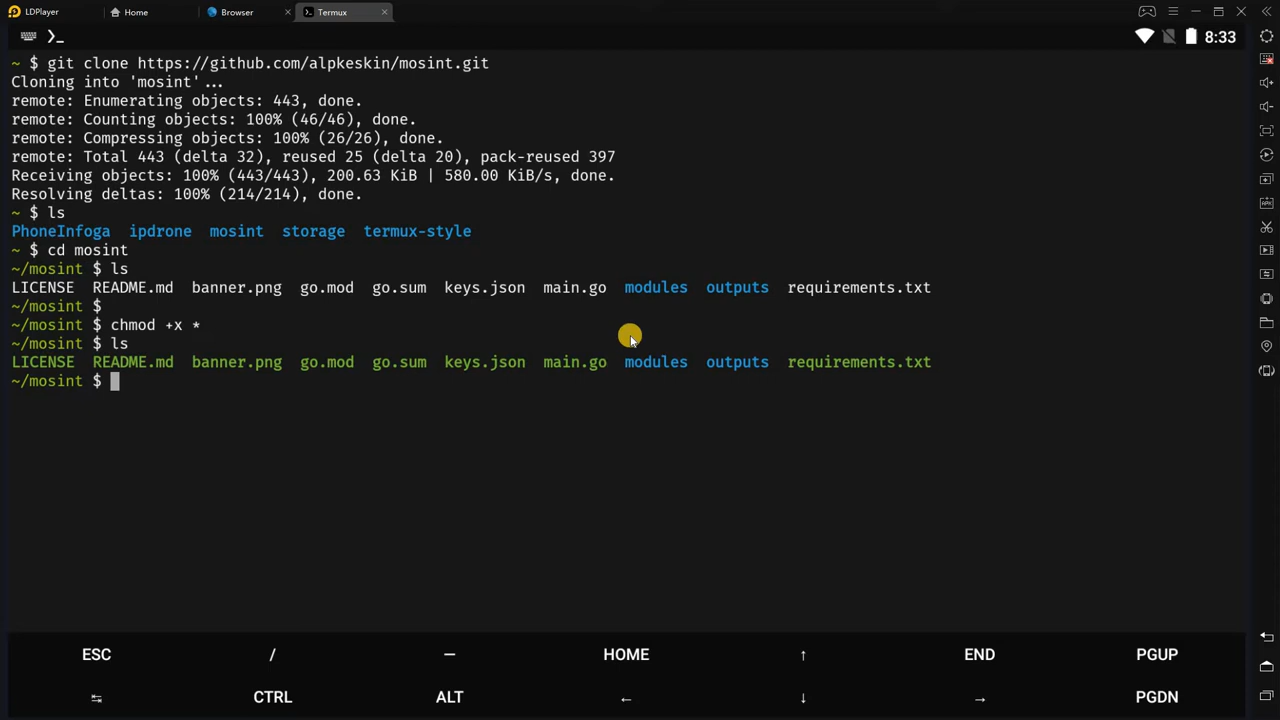 LDPlayer Home Browser × Termux ×
8:33
~ $ git clone https://github.com/alpkeskin/mosint.git
Cloning into 'mosint'...
remote: Enumerating objects: 443, done.
remote: Counting objects: 100% (46/46), done.
remote: Compressing objects: 100% (26/26), done.
remote: Total 443 (delta 32), reused 25 (delta 20), pack-reused 397
Receiving objects: 100% (443/443), 200.63 KiB | 580.00 KiB/s, done.
Resolving deltas: 100% (214/214), done.
~ $ ls
PhoneInfoga ipdrone mosint storage termux-style
~ $ cd mosint
~/mosint $ ls
LICENSE README.md banner.png go.mod go.sum keys.json main.go modules outputs requirements.txt
~/mosint $
~/mosint $ chmod +x *
~/mosint $ ls
LICENSE README.md banner.png go.mod go.sum keys.json main.go modules outputs requirements.txt
~/mosint $
ESC / — HOME ↑ END PGUP
↹ CTRL ALT ← ↓ → PGDN